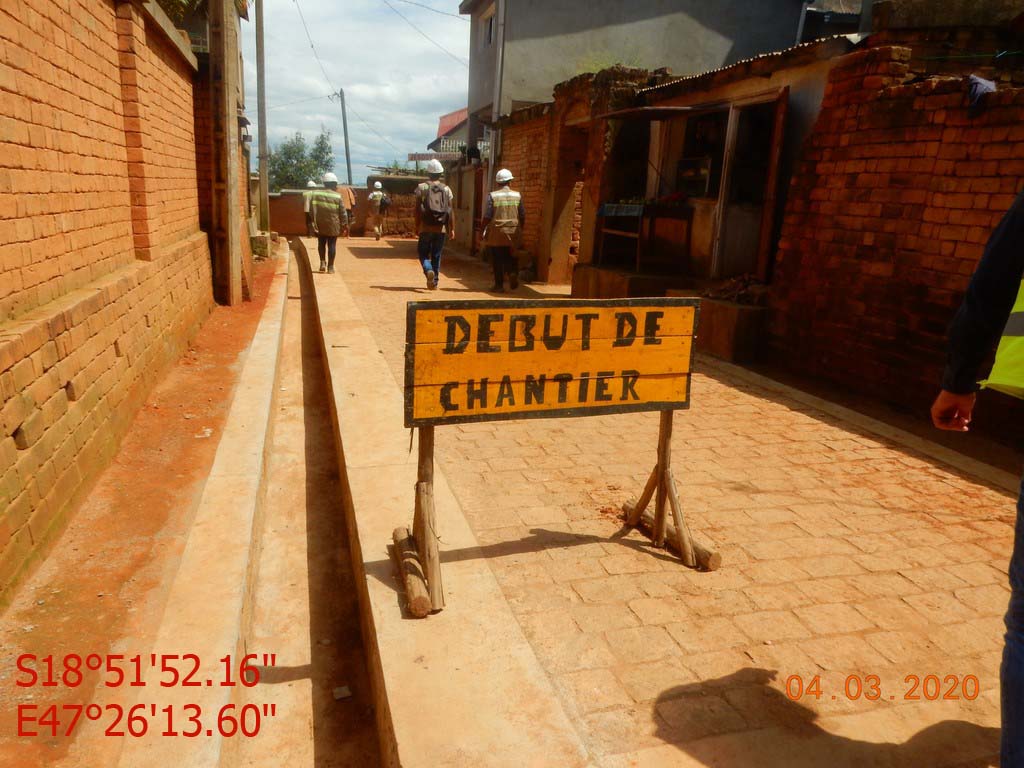 DEBUT DE
CHANTIER
S18°51'52.16"
E47°26'13.60"
04.03.2020